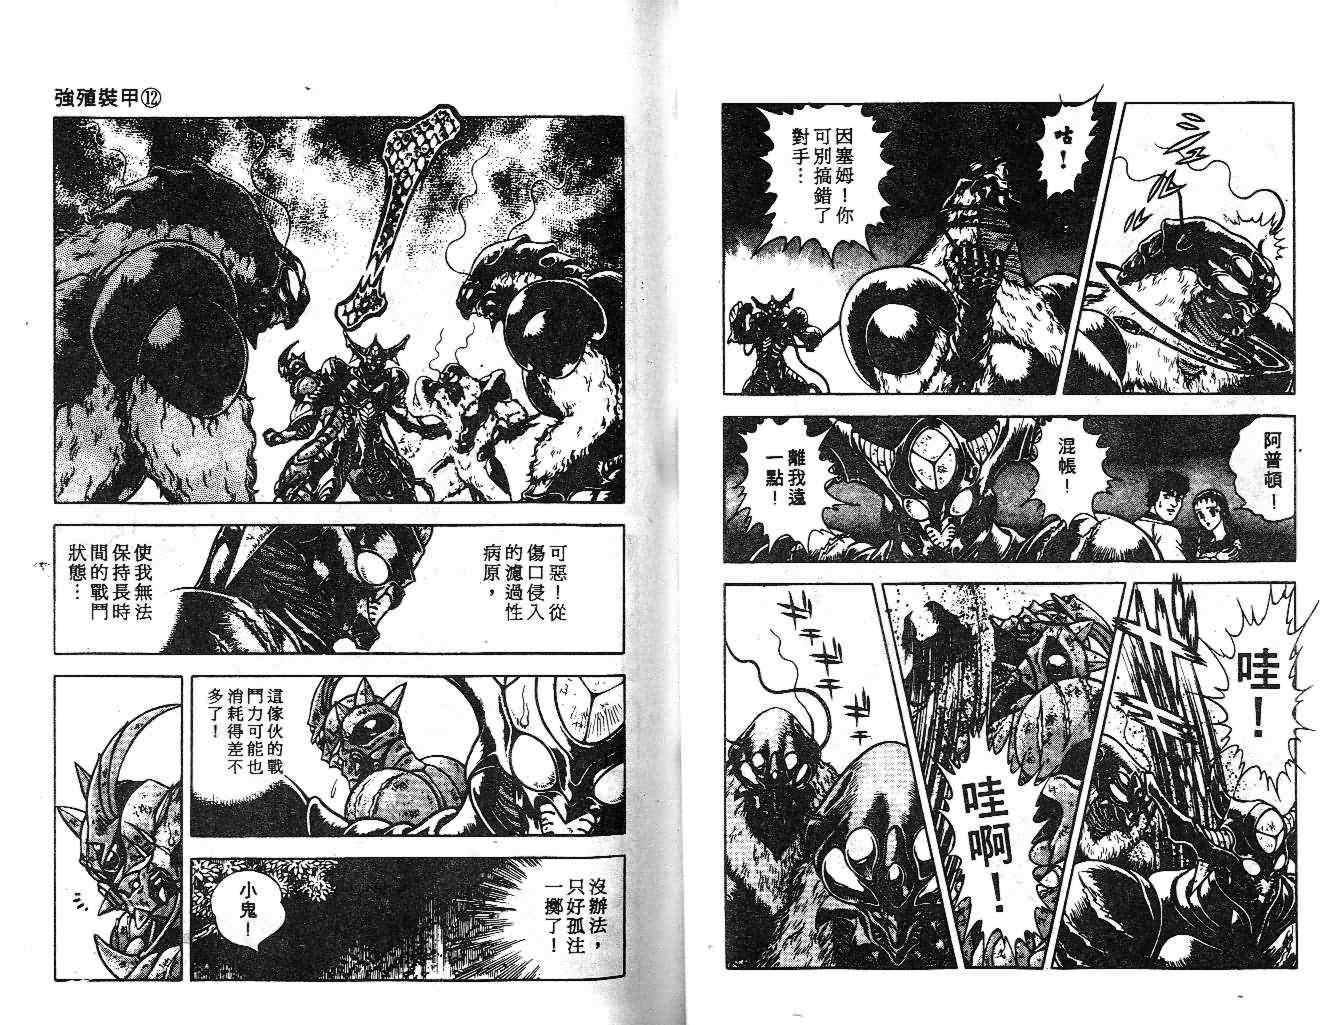 強殖裝甲⑫
咕！
因塞姆！你
可別搞錯了
對手…
阿普頓！
混帳！
離我遠
一點！
哇！
哇啊！
可惡！從
傷口侵入
的濾過性
病原，
使我無法
保持長時
間的戰鬥
狀態…
這傢伙的戰
鬥力可能也
消耗得差不
多了！
沒辦法，
只好孤注
一擲了！
小鬼！